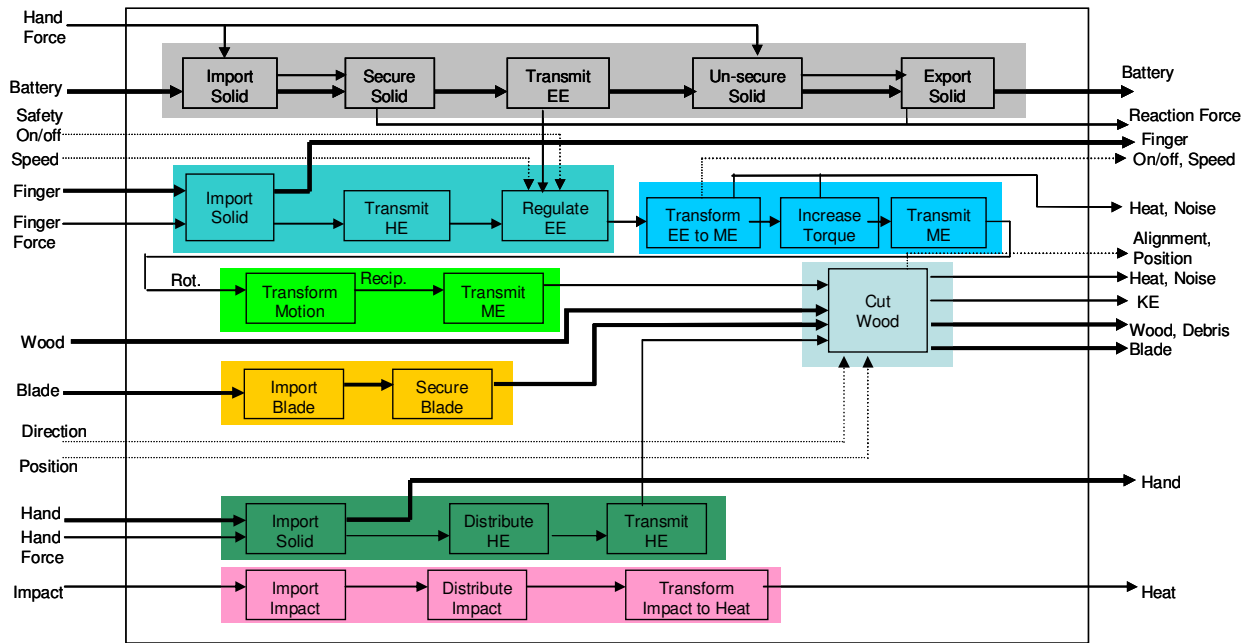 Hand
Force
Battery
Import
Solid
Secure
Solid
Transmit
EE
Un-secure
Solid
Export
Solid
Battery
Safety
On/off
Speed
Reaction Force
Finger
On/off, Speed
Finger
Finger
Force
Import
Solid
Transmit
HE
Regulate
EE
Transform
EE to ME
Increase
Torque
Transmit
ME
Heat, Noise
Alignment,
Position
Rot.
Transform
Motion
Recip.
Transmit
ME
Cut
Wood
Heat, Noise
KE
Wood, Debris
Blade
Wood
Blade
Import
Blade
Secure
Blade
Direction
Position
Hand
Hand
Hand
Force
Import
Solid
Distribute
HE
Transmit
HE
Impact
Import
Impact
Distribute
Impact
Transform
Impact to Heat
Heat